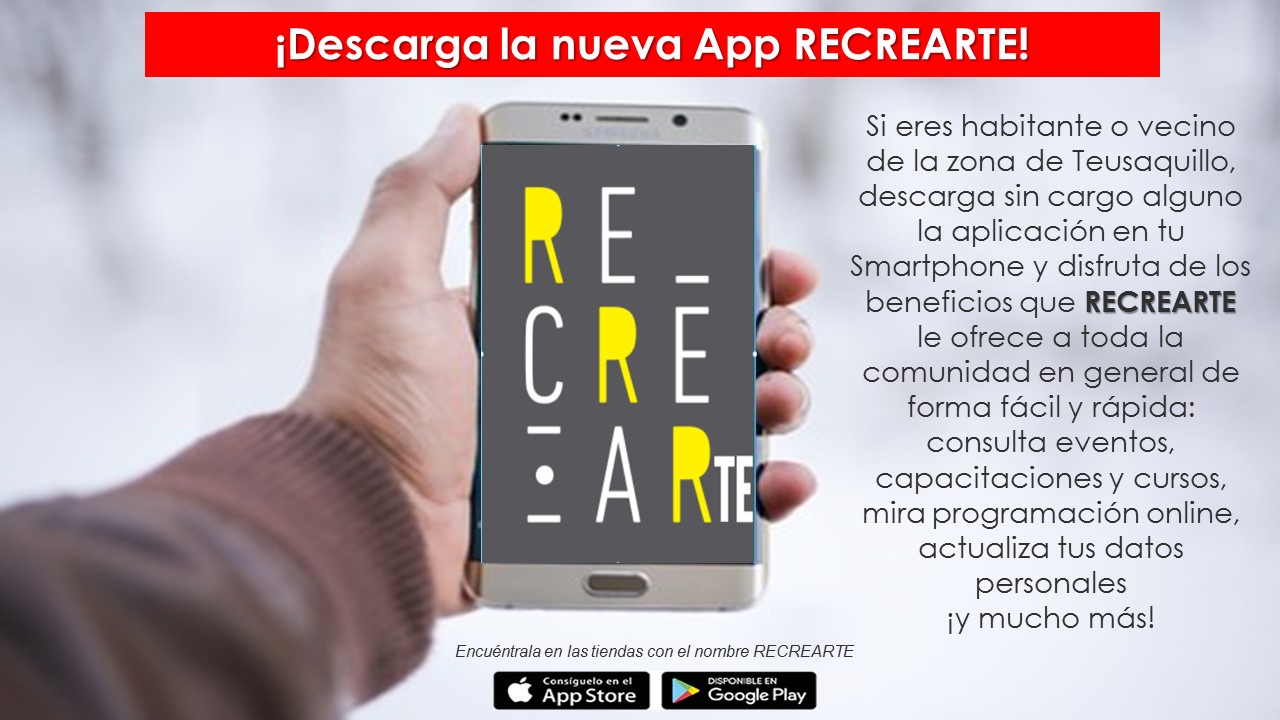 ¡Descarga la nueva App RECREARTE!
SAMSUNG
R E _
C R E
A RTE
Si eres habitante o vecino
de la zona de Teusaquillo,
descarga sin cargo alguno
la aplicación en tu
Smartphone y disfruta de los
beneficios que RECREARTE
le ofrece a toda la
comunidad en general de
forma fácil y rápida:
consulta eventos,
capacitaciones y cursos,
mira programación online,
actualiza tus datos
personales
¡y mucho más!
Encuéntrala en las tiendas con el nombre RECREARTE
Consíguelo en el
App Store
DISPONIBLE EN
Google Play